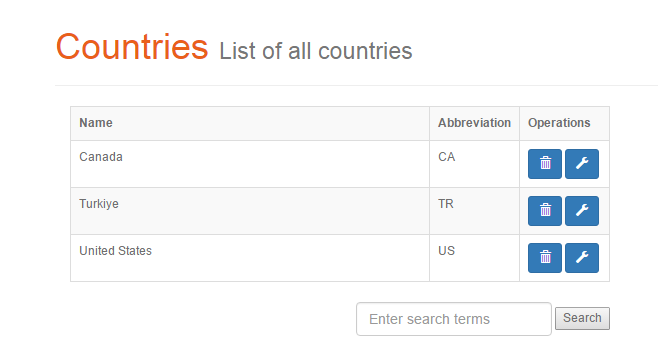 Countries List of all countries
Name Abbreviation Operations
Canada CA
Turkiye TR
United States US
Enter search terms Search